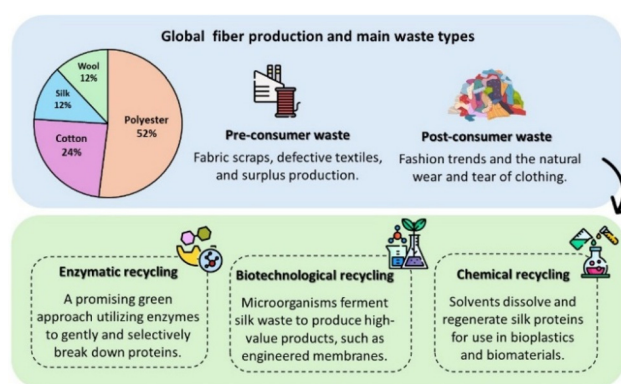 Global fiber production and main waste types
Wool
12%
Silk
12%
Cotton
24%
Polyester
52%
Pre-consumer waste
Fabric scraps, defective textiles,
and surplus production.
Post-consumer waste
Fashion trends and the natural
wear and tear of clothing.
Enzymatic recycling
A promising green
approach utilizing enzymes
to gently and selectively
break down proteins.
Biotechnological recycling
Microorganisms ferment
silk waste to produce high-
value products, such as
engineered membranes.
Chemical recycling
Solvents dissolve and
regenerate silk proteins
for use in bioplastics
and biomaterials.